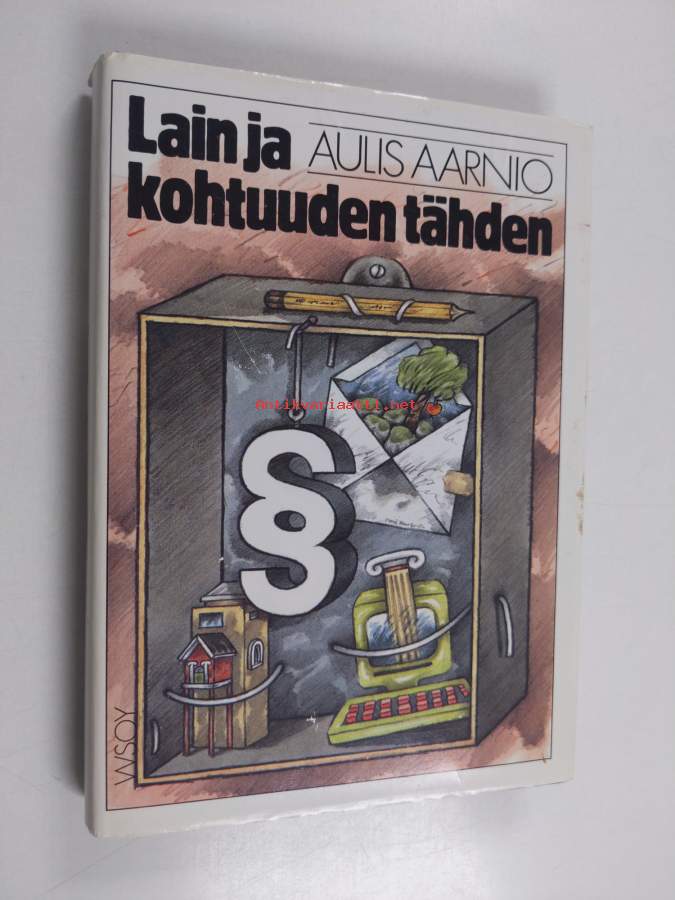 Lain ja
AULIS AARNIO
kohtuuden tähden
Antikvariaatti.net
§
WSOY